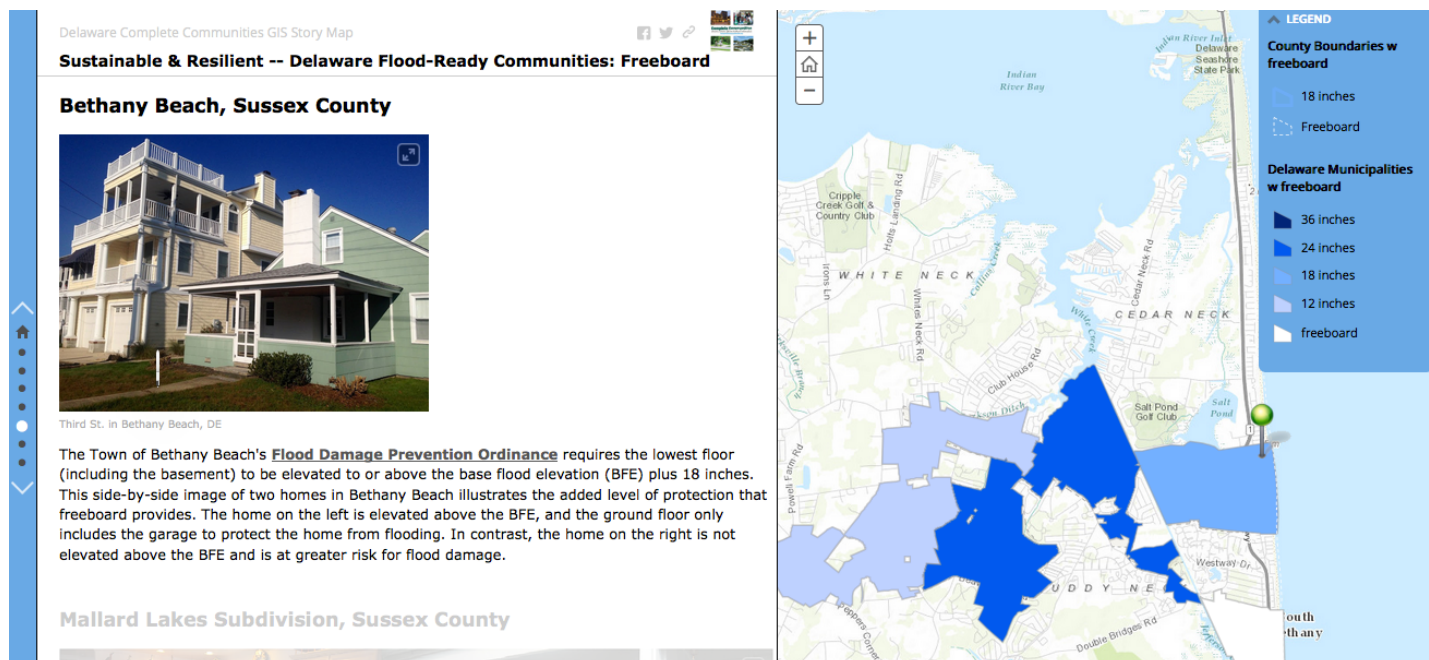 Delaware Complete Communities GIS Story Map
Sustainable & Resilient -- Delaware Flood-Ready Communities: Freeboard
Bethany Beach, Sussex County
Third St. in Bethany Beach, DE
The Town of Bethany Beach's Flood Damage Prevention Ordinance requires the lowest floor
(including the basement) to be elevated to or above the base flood elevation (BFE) plus 18 inches.
This side-by-side image of two homes in Bethany Beach illustrates the added level of protection that
freeboard provides. The home on the left is elevated above the BFE, and the ground floor only
includes the garage to protect the home from flooding. In contrast, the home on the right is not
elevated above the BFE and is at greater risk for flood damage.
Mallard Lakes Subdivision, Sussex County
+
−
Indian River Inlet
Delaware
Seashore
State Park
Indian
River Bay
Cripple
Creek Golf &
Country Club
Holts Landing Rd
Irons Ln
WHITE NECK
Collins Creek
Whites Neck Rd
Cedar Neck Rd
White Creek
CEDAR NECK
Club House Rd
Salt Pond
Golf Club
Salt
Pond
1
Powell Farm Rd
Westway Dr
Double Bridges Rd
Peppers Corner
outh
ethany
LEGEND
County Boundaries w
freeboard
18 inches
Freeboard
Delaware Municipalities
w freeboard
36 inches
24 inches
18 inches
12 inches
freeboard